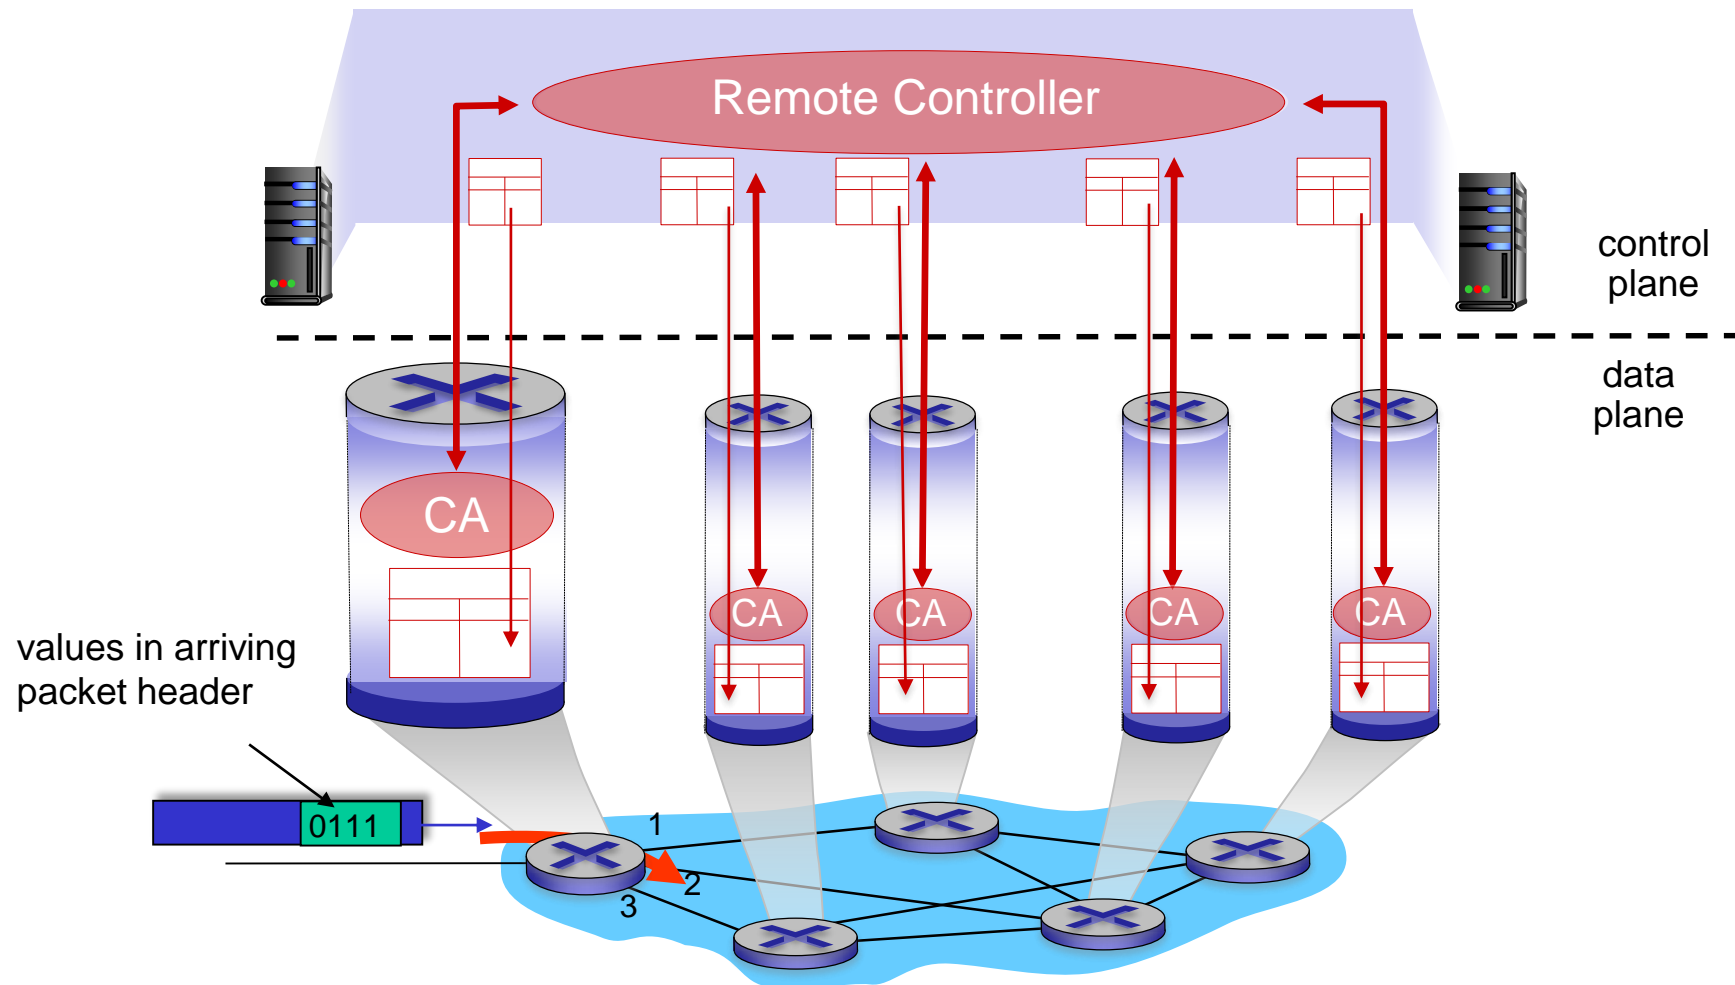 Remote Controller
control
plane
data
plane
CA
CA
CA
CA
CA
values in arriving
packet header
0111
1
2
3